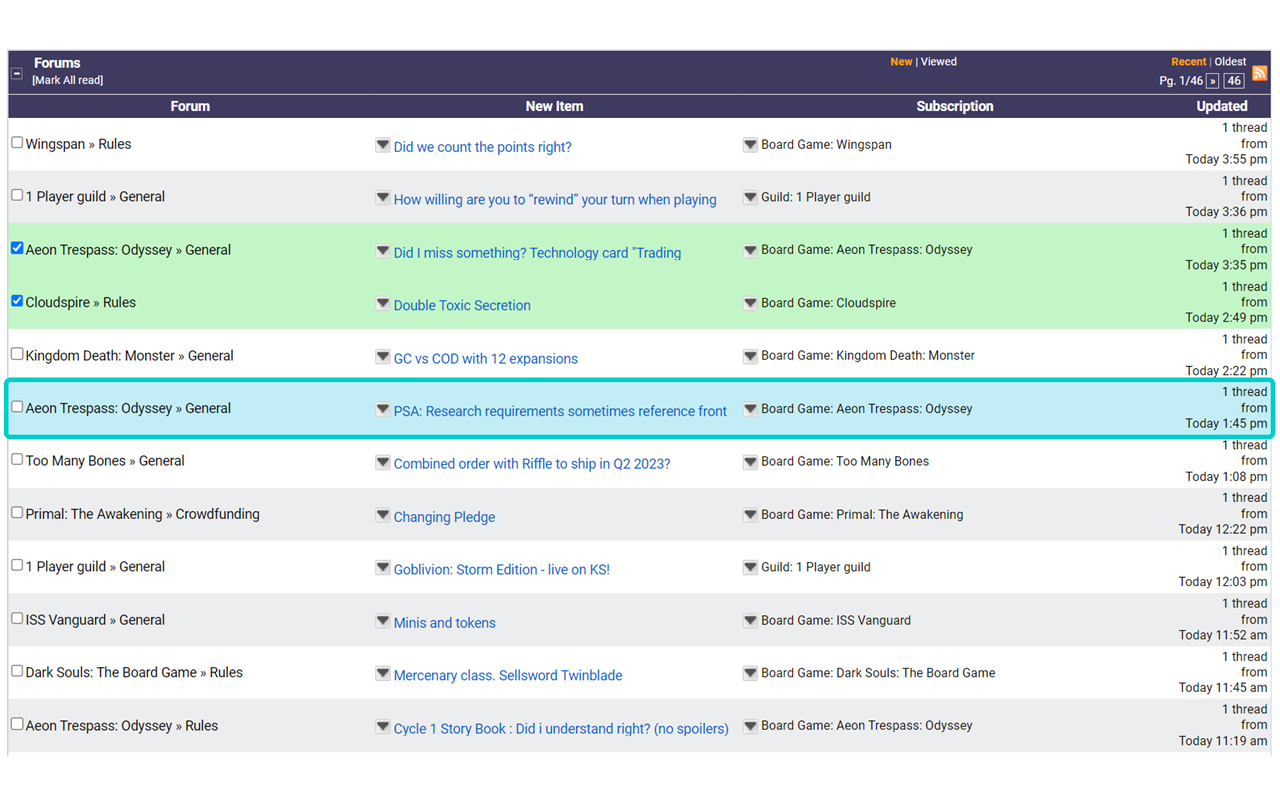 Forums
New | Viewed
Recent | Oldest
[Mark All read]
Pg. 1/46 » 46
Forum New Item Subscription Updated
Wingspan » Rules Did we count the points right? Board Game: Wingspan 1 thread
from
Today 3:55 pm
1 Player guild » General How willing are you to “rewind” your turn when playing Guild: 1 Player guild 1 thread
from
Today 3:36 pm
Aeon Trespass: Odyssey » General Did I miss something? Technology card "Trading Board Game: Aeon Trespass: Odyssey 1 thread
from
Today 3:35 pm
Cloudspire » Rules Double Toxic Secretion Board Game: Cloudspire 1 thread
from
Today 2:49 pm
Kingdom Death: Monster » General GC vs COD with 12 expansions Board Game: Kingdom Death: Monster 1 thread
from
Today 2:22 pm
Aeon Trespass: Odyssey » General PSA: Research requirements sometimes reference front Board Game: Aeon Trespass: Odyssey 1 thread
from
Today 1:45 pm
Too Many Bones » General Combined order with Riffle to ship in Q2 2023? Board Game: Too Many Bones 1 thread
from
Today 1:08 pm
Primal: The Awakening » Crowdfunding Changing Pledge Board Game: Primal: The Awakening 1 thread
from
Today 12:22 pm
1 Player guild » General Goblivion: Storm Edition - live on KS! Guild: 1 Player guild 1 thread
from
Today 12:03 pm
ISS Vanguard » General Minis and tokens Board Game: ISS Vanguard 1 thread
from
Today 11:52 am
Dark Souls: The Board Game » Rules Mercenary class. Sellsword Twinblade Board Game: Dark Souls: The Board Game 1 thread
from
Today 11:45 am
Aeon Trespass: Odyssey » Rules Cycle 1 Story Book : Did i understand right? (no spoilers) Board Game: Aeon Trespass: Odyssey 1 thread
from
Today 11:19 am